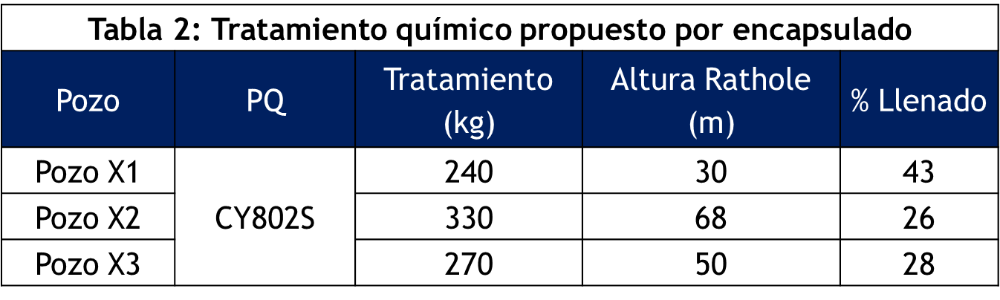 Tabla 2: Tratamiento químico propuesto por encapsulado
Pozo PQ Tratamiento (kg) Altura Rathole (m) % Llenado
Pozo X1 CY802S 240 30 43
Pozo X2 330 68 26
Pozo X3 270 50 28